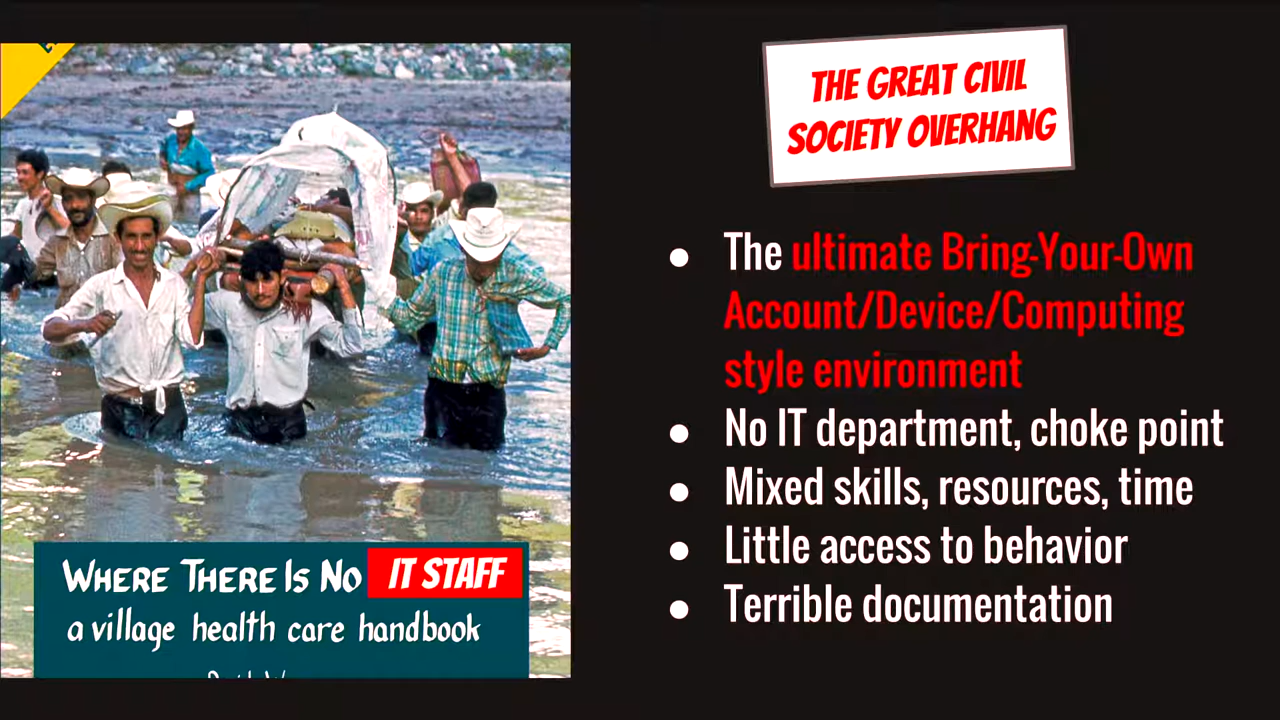 THE GREAT CIVIL
SOCIETY OVERHANG
● The ultimate Bring-Your-Own
Account/Device/Computing
style environment
● No IT department, choke point
● Mixed skills, resources, time
● Little access to behavior
● Terrible documentation
WHERE THERE IS NO IT STAFF
a village health care handbook